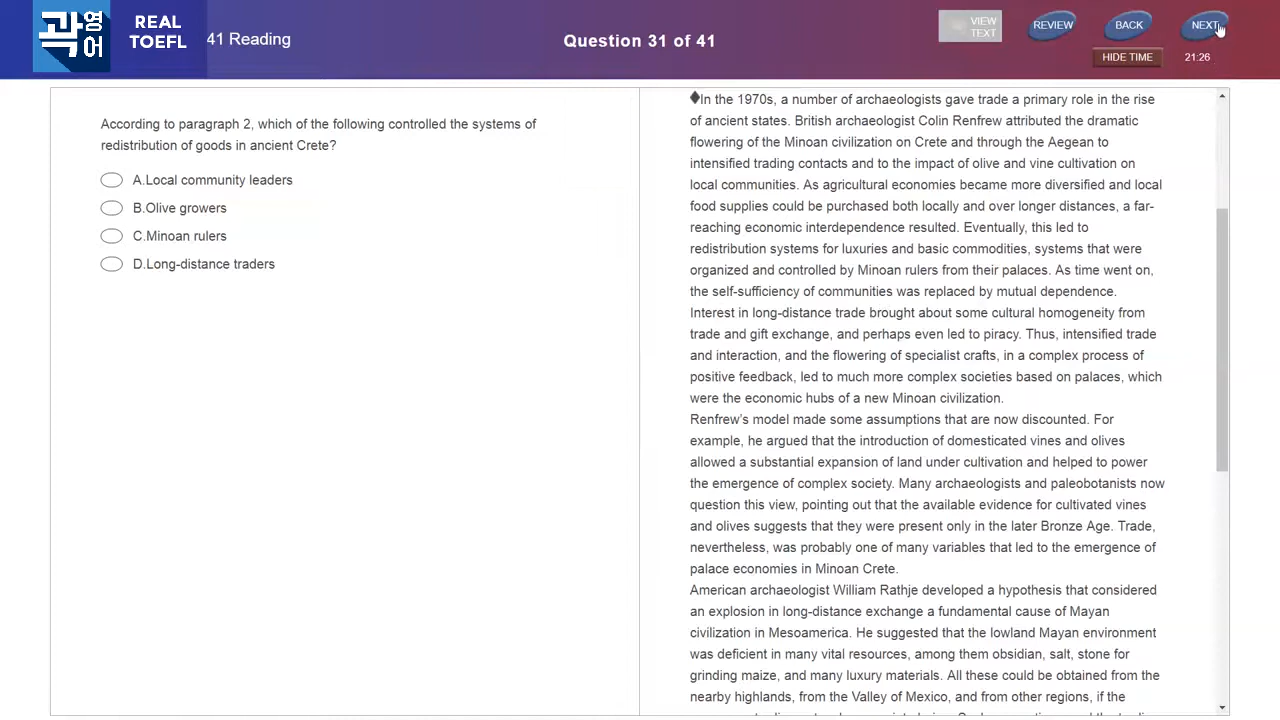 곽영어
REAL
TOEFL
41 Reading
Question 31 of 41
VIEW
TEXT
REVIEW
BACK
NEXT
HIDE TIME
21:26
According to paragraph 2, which of the following controlled the systems of
redistribution of goods in ancient Crete?
A.Local community leaders
B.Olive growers
C.Minoan rulers
D.Long-distance traders
♦In the 1970s, a number of archaeologists gave trade a primary role in the rise
of ancient states. British archaeologist Colin Renfrew attributed the dramatic
flowering of the Minoan civilization on Crete and through the Aegean to
intensified trading contacts and to the impact of olive and vine cultivation on
local communities. As agricultural economies became more diversified and local
food supplies could be purchased both locally and over longer distances, a far-
reaching economic interdependence resulted. Eventually, this led to
redistribution systems for luxuries and basic commodities, systems that were
organized and controlled by Minoan rulers from their palaces. As time went on,
the self-sufficiency of communities was replaced by mutual dependence.
Interest in long-distance trade brought about some cultural homogeneity from
trade and gift exchange, and perhaps even led to piracy. Thus, intensified trade
and interaction, and the flowering of specialist crafts, in a complex process of
positive feedback, led to much more complex societies based on palaces, which
were the economic hubs of a new Minoan civilization.
Renfrew's model made some assumptions that are now discounted. For
example, he argued that the introduction of domesticated vines and olives
allowed a substantial expansion of land under cultivation and helped to power
the emergence of complex society. Many archaeologists and paleobotanists now
question this view, pointing out that the available evidence for cultivated vines
and olives suggests that they were present only in the later Bronze Age. Trade,
nevertheless, was probably one of many variables that led to the emergence of
palace economies in Minoan Crete.
American archaeologist William Rathje developed a hypothesis that considered
an explosion in long-distance exchange a fundamental cause of Mayan
civilization in Mesoamerica. He suggested that the lowland Mayan environment
was deficient in many vital resources, among them obsidian, salt, stone for
grinding maize, and many luxury materials. All these could be obtained from the
nearby highlands, from the Valley of Mexico, and from other regions, if the